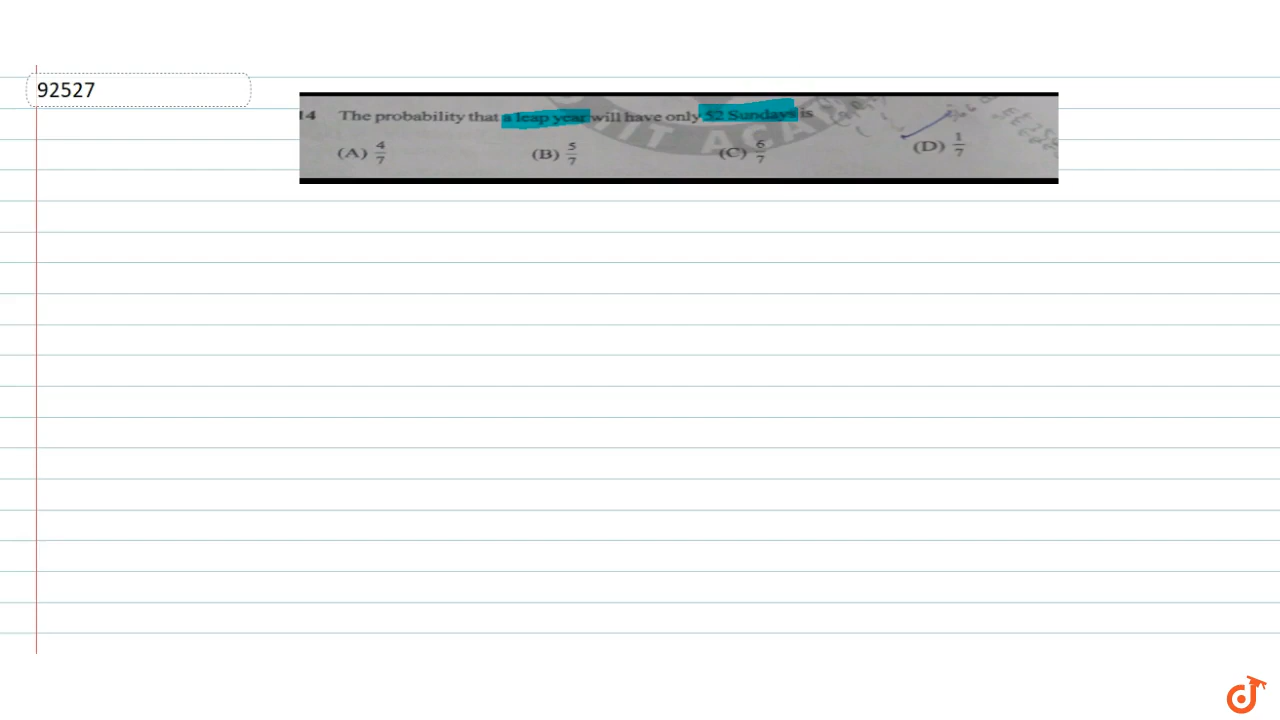 92527
14 The probability that a leap year will have only 52 Sundays is
(A) 4/7 (B) 5/7 (C) 6/7 (D) 1/7